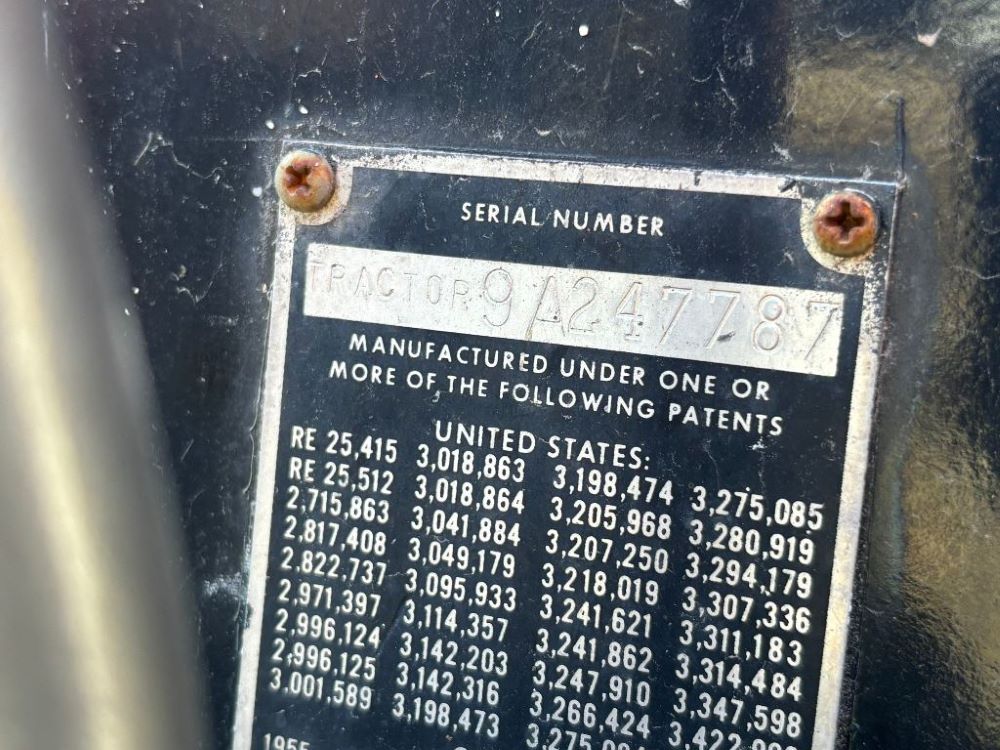 SERIAL NUMBER
TRACTOR 9A247787
MANUFACTURED UNDER ONE OR
MORE OF THE FOLLOWING PATENTS
UNITED STATES:
RE 25,415 3,018,863 3,198,474 3,275,085
RE 25,512 3,018,864 3,205,968 3,280,919
2,715,863 3,041,884 3,207,250 3,294,179
2,817,408 3,049,179 3,218,019 3,307,336
2,822,737 3,095,933 3,241,621 3,311,183
2,971,397 3,114,357 3,241,862 3,314,484
2,996,124 3,142,203 3,247,910 3,347,598
2,996,125 3,142,316 3,266,424
3,001,589 3,198,473
1955